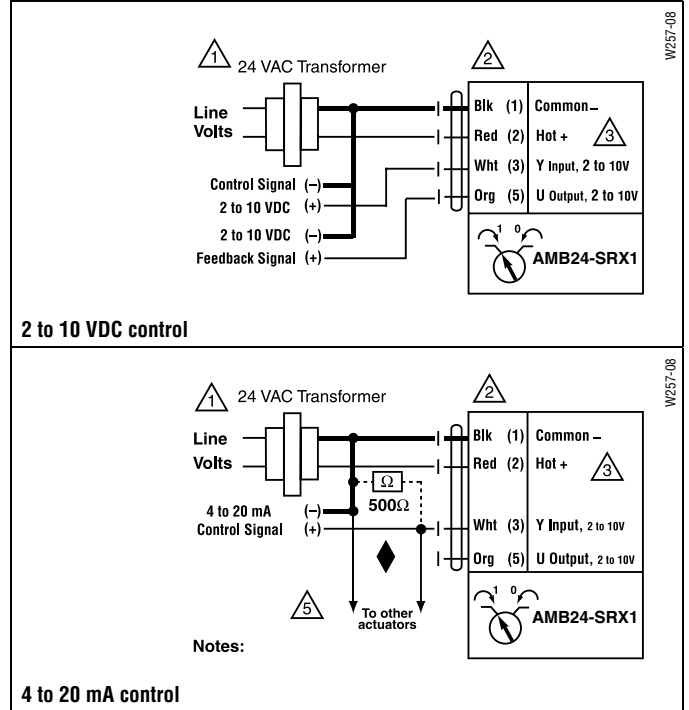 W257-08
1
24 VAC Transformer
2
Line
Volts
Blk (1) Common –
Red (2) Hot +
3
Wht (3) Y Input, 2 to 10V
Org (5) U Output, 2 to 10V
Control Signal (–)
2 to 10 VDC (+)
2 to 10 VDC (–)
Feedback Signal (+)
1 0
AMB24-SRX1
2 to 10 VDC control
W257-08
1
24 VAC Transformer
2
Line
Volts
Blk (1) Common –
Red (2) Hot +
3
Ω
500Ω
4 to 20 mA (–)
Control Signal (+)
Wht (3) Y Input, 2 to 10V
Org (5) U Output, 2 to 10V
5
To other
actuators
1 0
AMB24-SRX1
Notes:
4 to 20 mA control